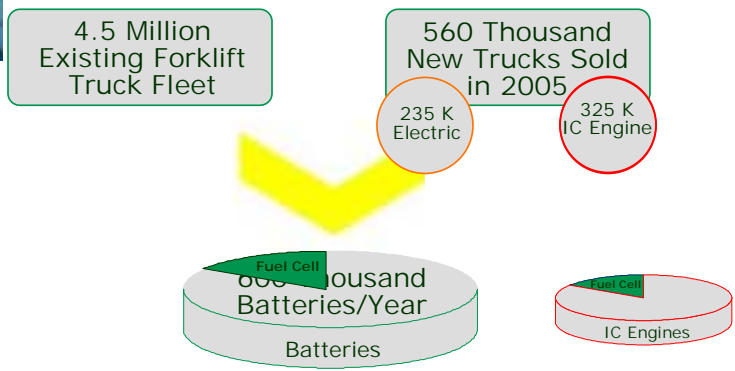 4.5 Million
Existing Forklift
Truck Fleet
560 Thousand
New Trucks Sold
in 2005
235 K
Electric
325 K
IC Engine
Fuel Cell
Batteries/Year
Batteries
Fuel Cell
IC Engines